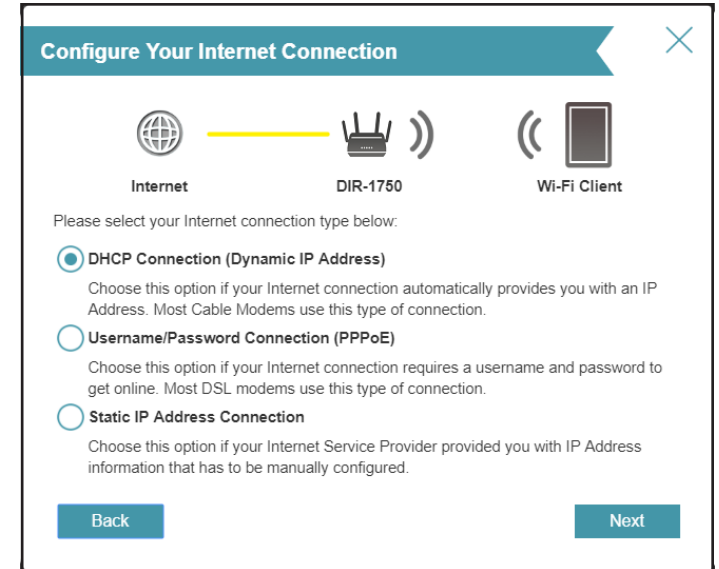 Configure Your Internet Connection
Internet
DIR-1750
Wi-Fi Client
Please select your Internet connection type below:
DHCP Connection (Dynamic IP Address)
Choose this option if your Internet connection automatically provides you with an IP
Address. Most Cable Modems use this type of connection.
Username/Password Connection (PPPoE)
Choose this option if your Internet connection requires a username and password to
get online. Most DSL modems use this type of connection.
Static IP Address Connection
Choose this option if your Internet Service Provider provided you with IP Address
information that has to be manually configured.
Back
Next